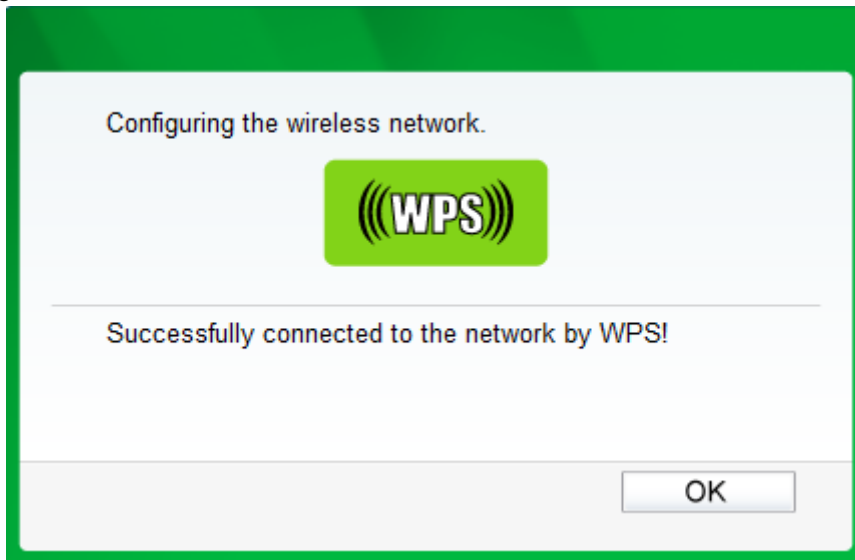 Configuring the wireless network.
(((WPS)))
Successfully connected to the network by WPS!
OK